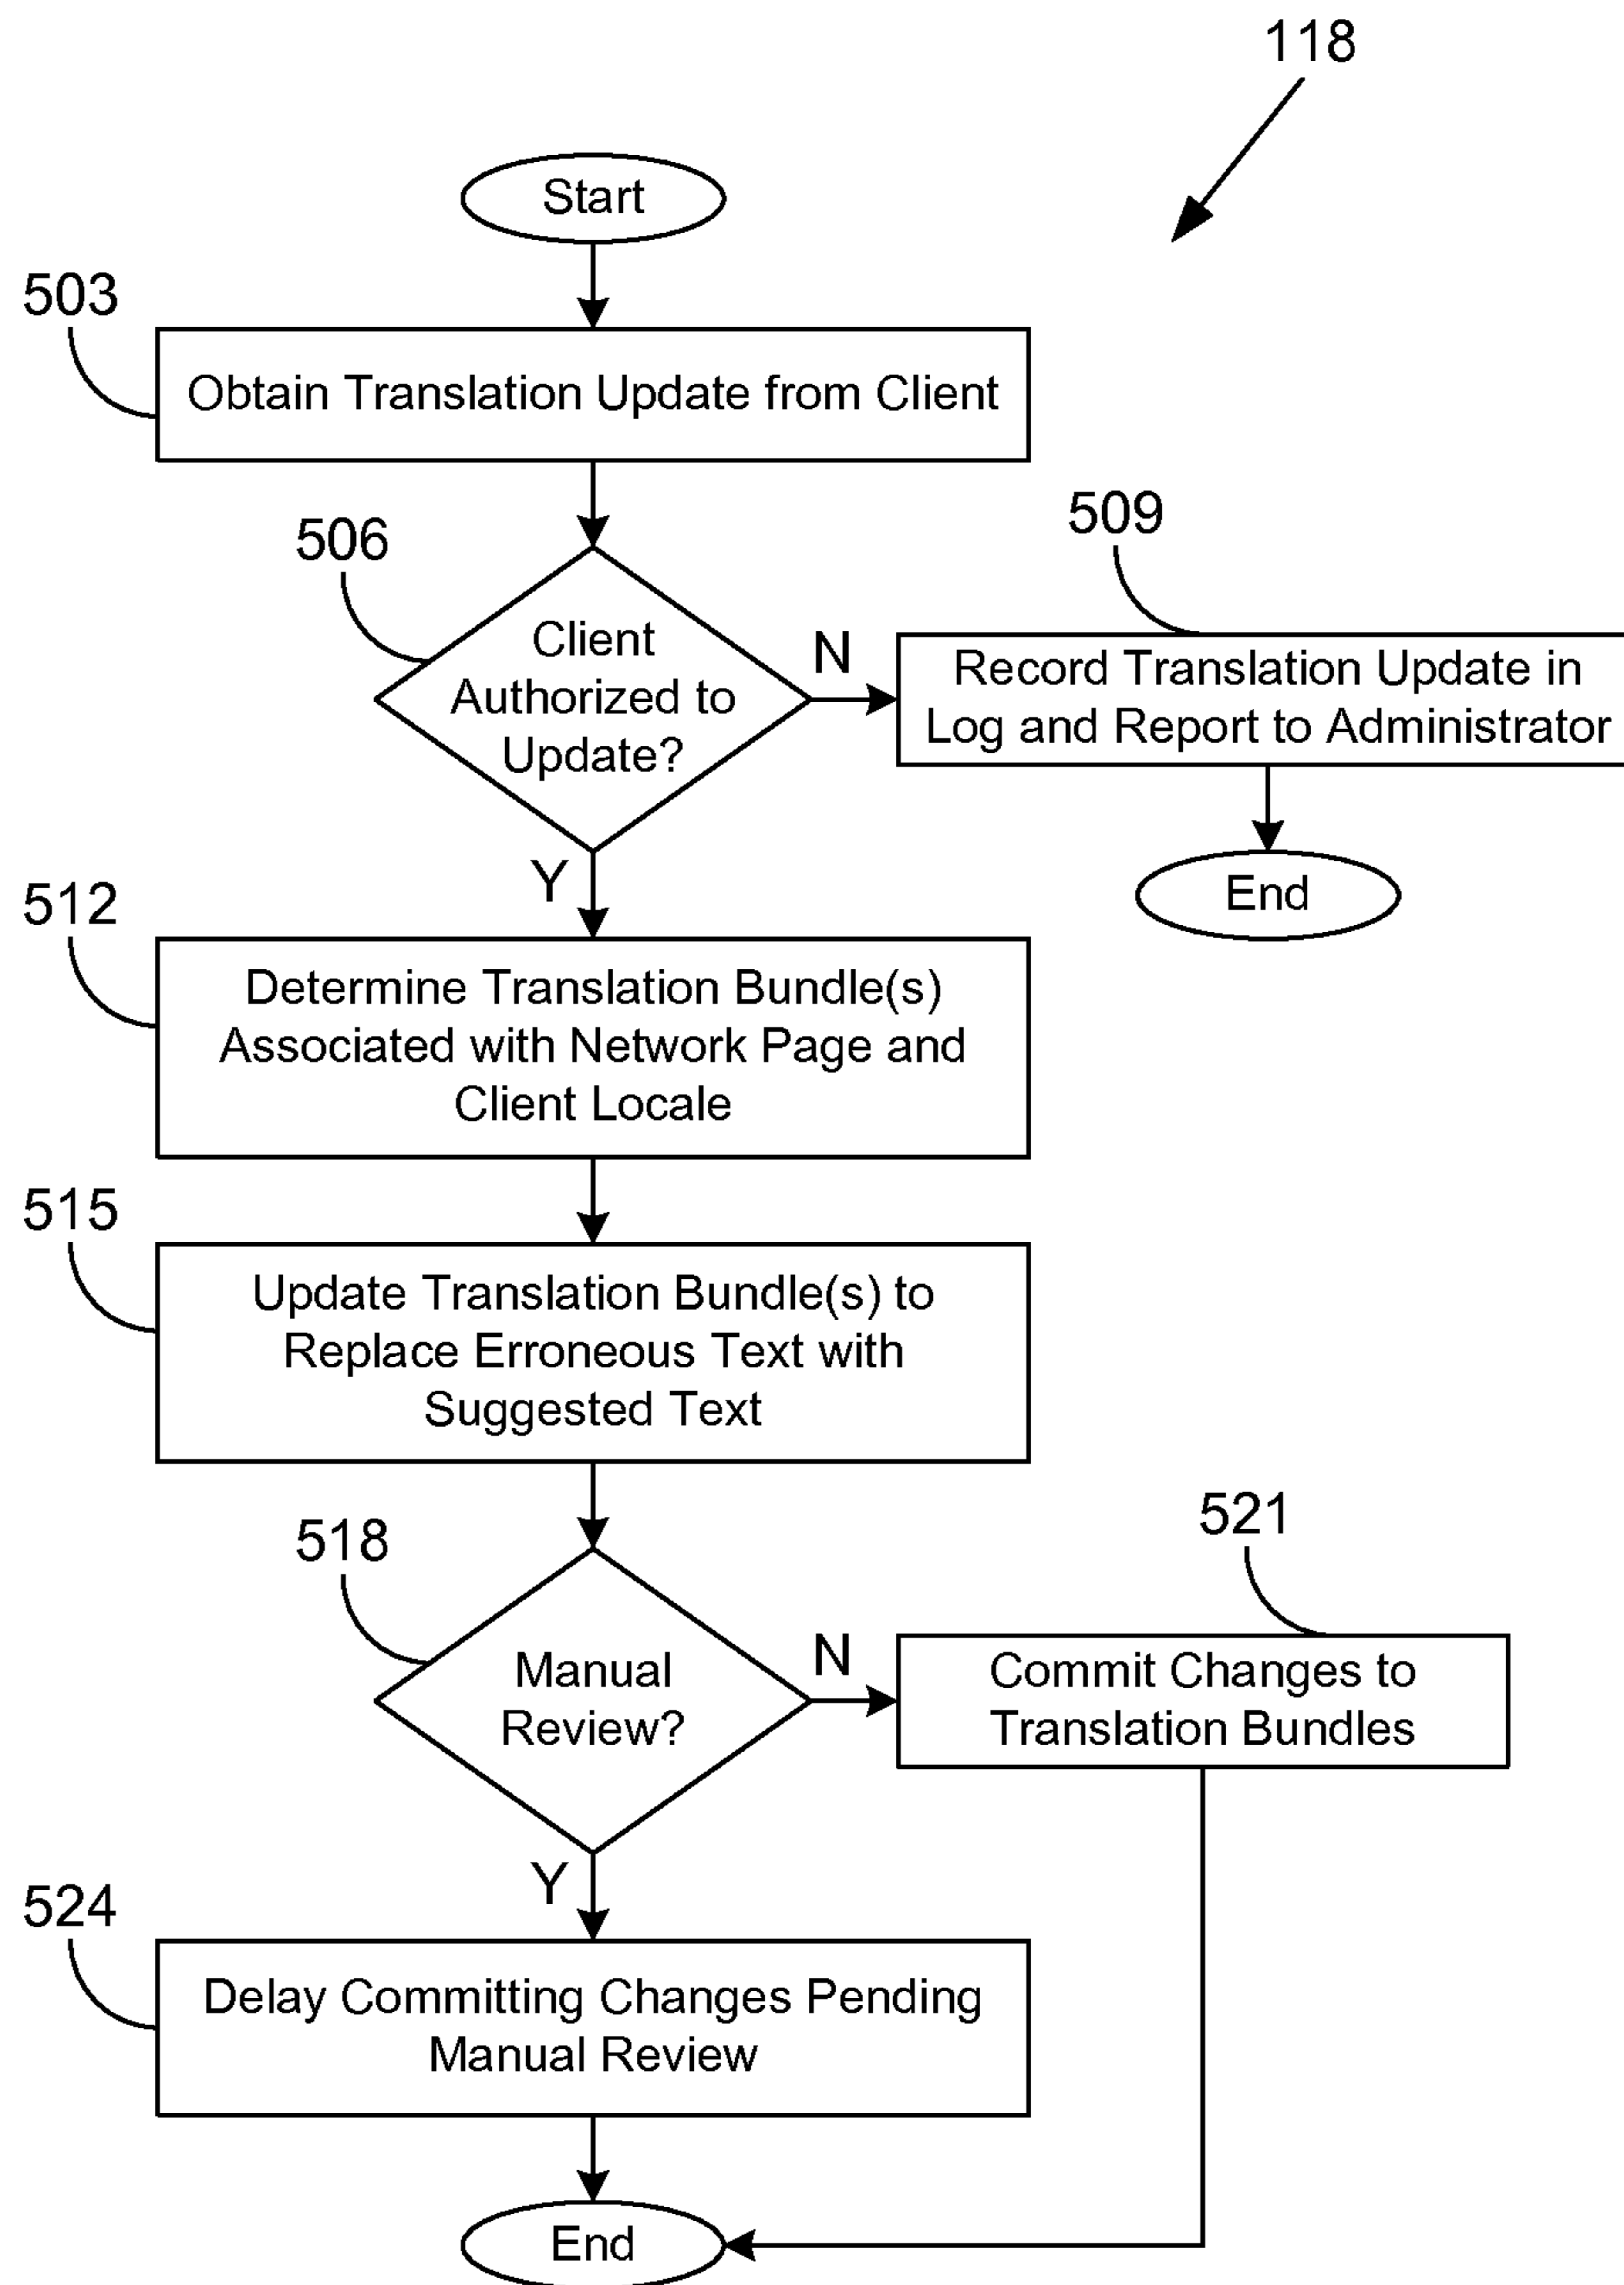 118
Start
503
Obtain Translation Update from Client
506
Client
Authorized to
Update?
N
509
Record Translation Update in
Log and Report to Administrator
End
Y
512
Determine Translation Bundle(s)
Associated with Network Page and
Client Locale
515
Update Translation Bundle(s) to
Replace Erroneous Text with
Suggested Text
518
Manual
Review?
N
521
Commit Changes to
Translation Bundles
Y
524
Delay Committing Changes Pending
Manual Review
End